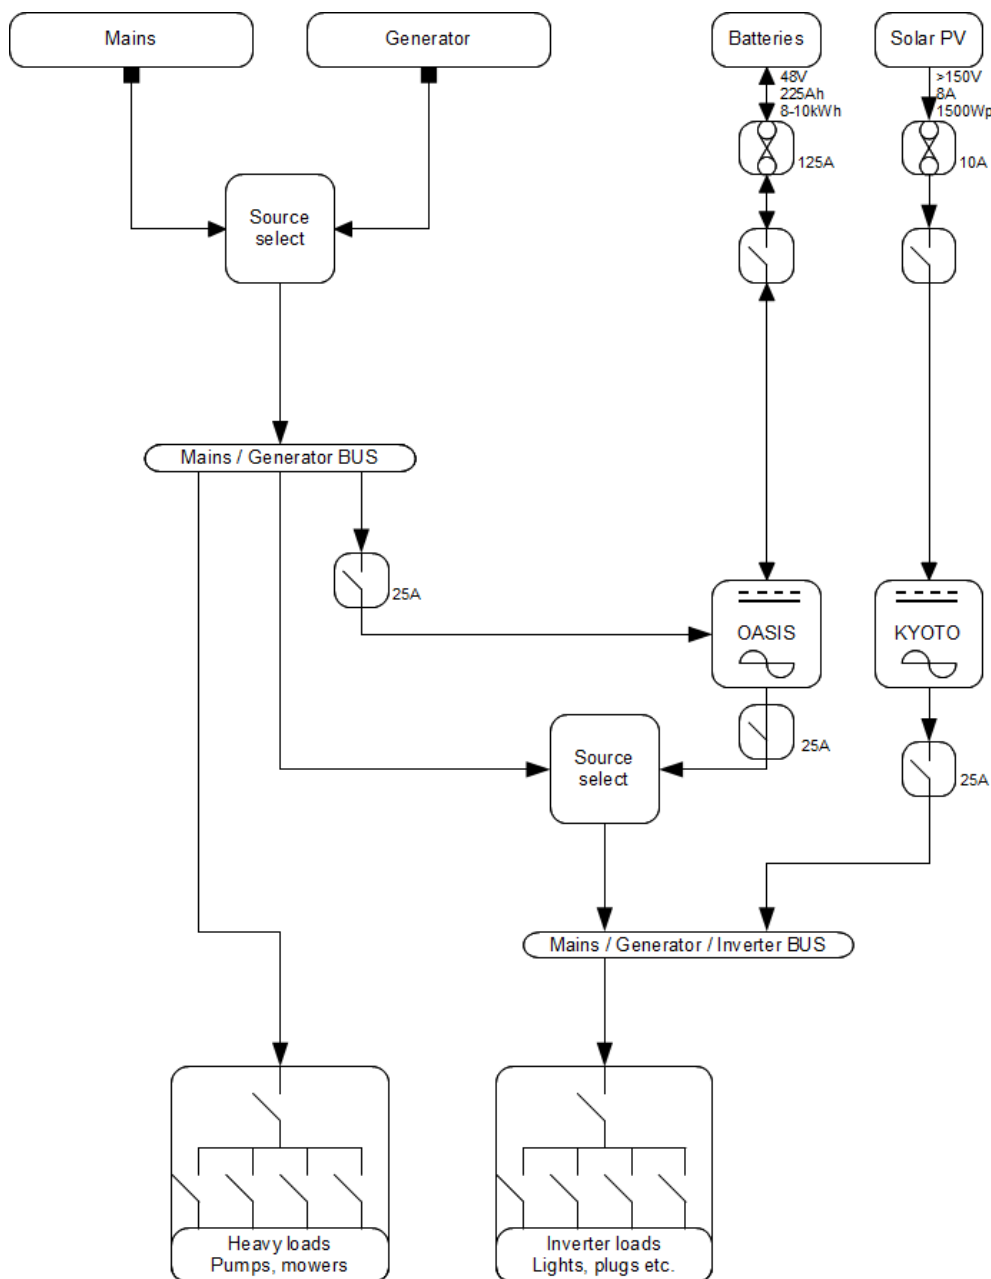 Mains
Generator
Batteries
Solar PV
48V
225Ah
8-10kWh
>150V
8A
1500Wp
125A
10A
Source
select
Mains / Generator BUS
25A
OASIS
KYOTO
25A
Source
select
25A
Mains / Generator / Inverter BUS
Heavy loads
Pumps, mowers
Inverter loads
Lights, plugs etc.